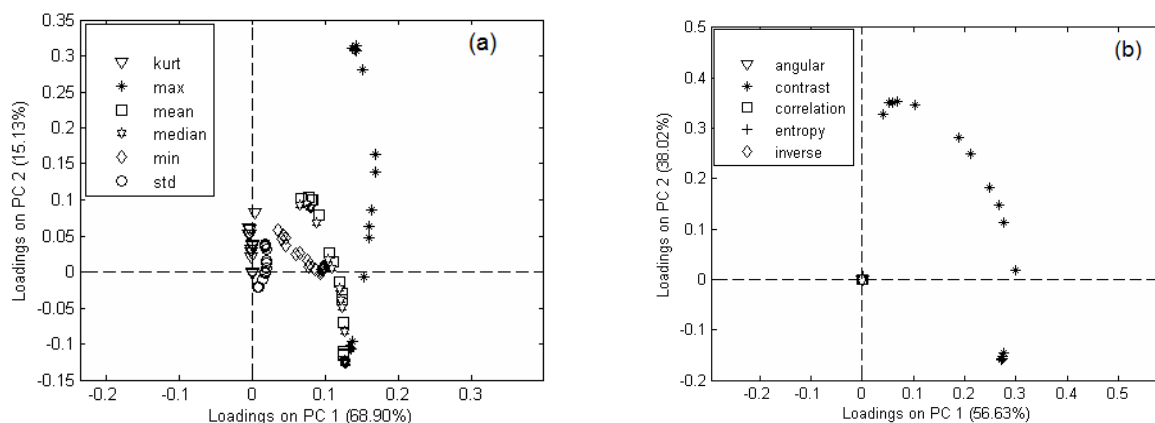 (a)
kurt
max
mean
median
min
std
Loadings on PC 2 (15.13%)
0.35
0.3
0.25
0.2
0.15
0.1
0.05
0
-0.05
-0.1
-0.15
-0.2 -0.1 0 0.1 0.2 0.3
Loadings on PC 1 (68.90%)
(b)
angular
contrast
correlation
entropy
inverse
Loadings on PC 2 (38.02%)
0.5
0.4
0.3
0.2
0.1
0
-0.1
-0.2
-0.2 -0.1 0 0.1 0.2 0.3 0.4 0.5
Loadings on PC 1 (56.63%)